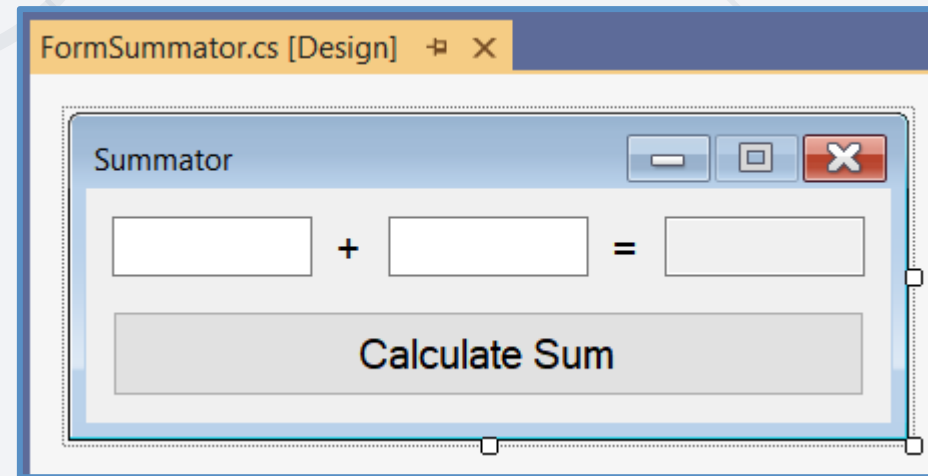 FormSummator.cs [Design]
Summator
+ =
Calculate Sum